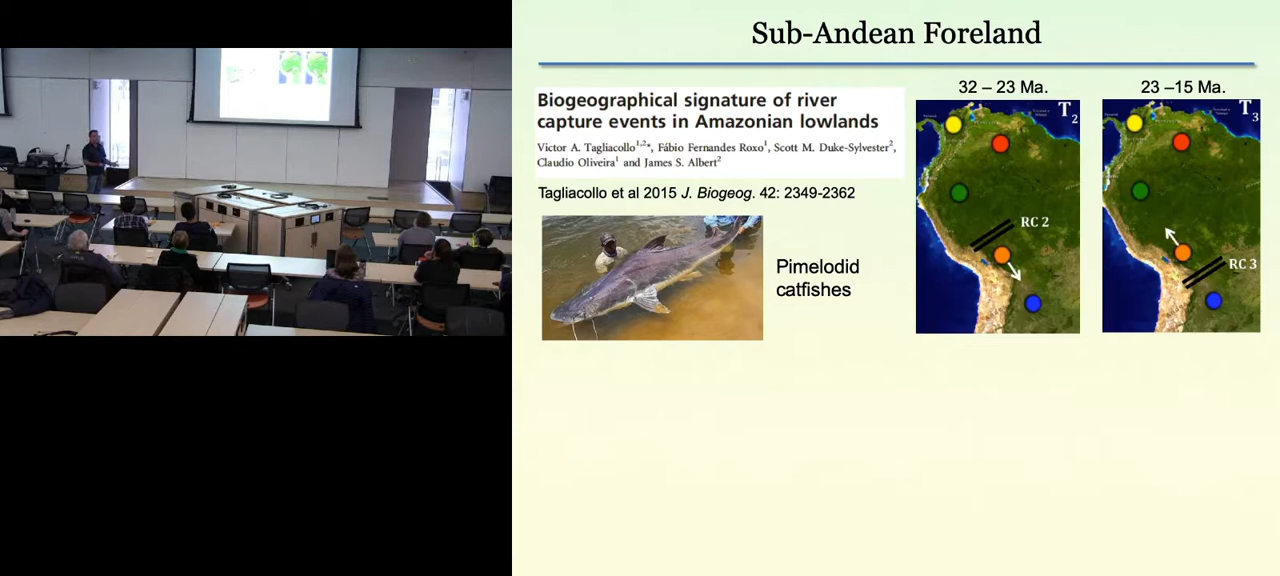 Sub-Andean Foreland
Biogeographical signature of river
capture events in Amazonian lowlands
Victor A. Tagliacollo1,2*, Fábio Fernandes Roxo1, Scott M. Duke-Sylvester2,
Claudio Oliveira1 and James S. Albert2
Tagliacollo et al 2015 J. Biogeog. 42: 2349-2362
Pimelodid
catfishes
32 – 23 Ma.
T2
RC 2
23 –15 Ma.
T3
RC 3